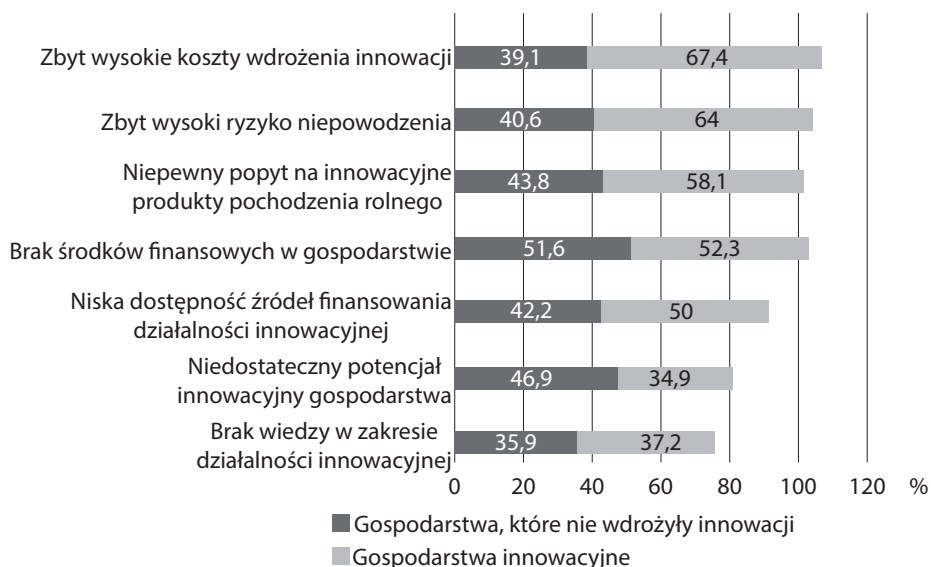 Zbyt wysokie koszty wdrożenia innowacji
39,1 67,4
Zbyt wysoki ryzyko niepowodzenia
40,6 64
Niepewny popyt na innowacyjne
produkty pochodzenia rolnego
43,8 58,1
Brak środków finansowych w gospodarstwie
51,6 52,3
Niska dostępność źródeł finansowania
działalności innowacyjnej
42,2 50
Niedostateczny potencjał
innowacyjny gospodarstwa
46,9 34,9
Brak wiedzy w zakresie
działalności innowacyjnej
35,9 37,2
0 20 40 60 80 100 120 %
Gospodarstwa, które nie wdrożyły innowacji
Gospodarstwa innowacyjne